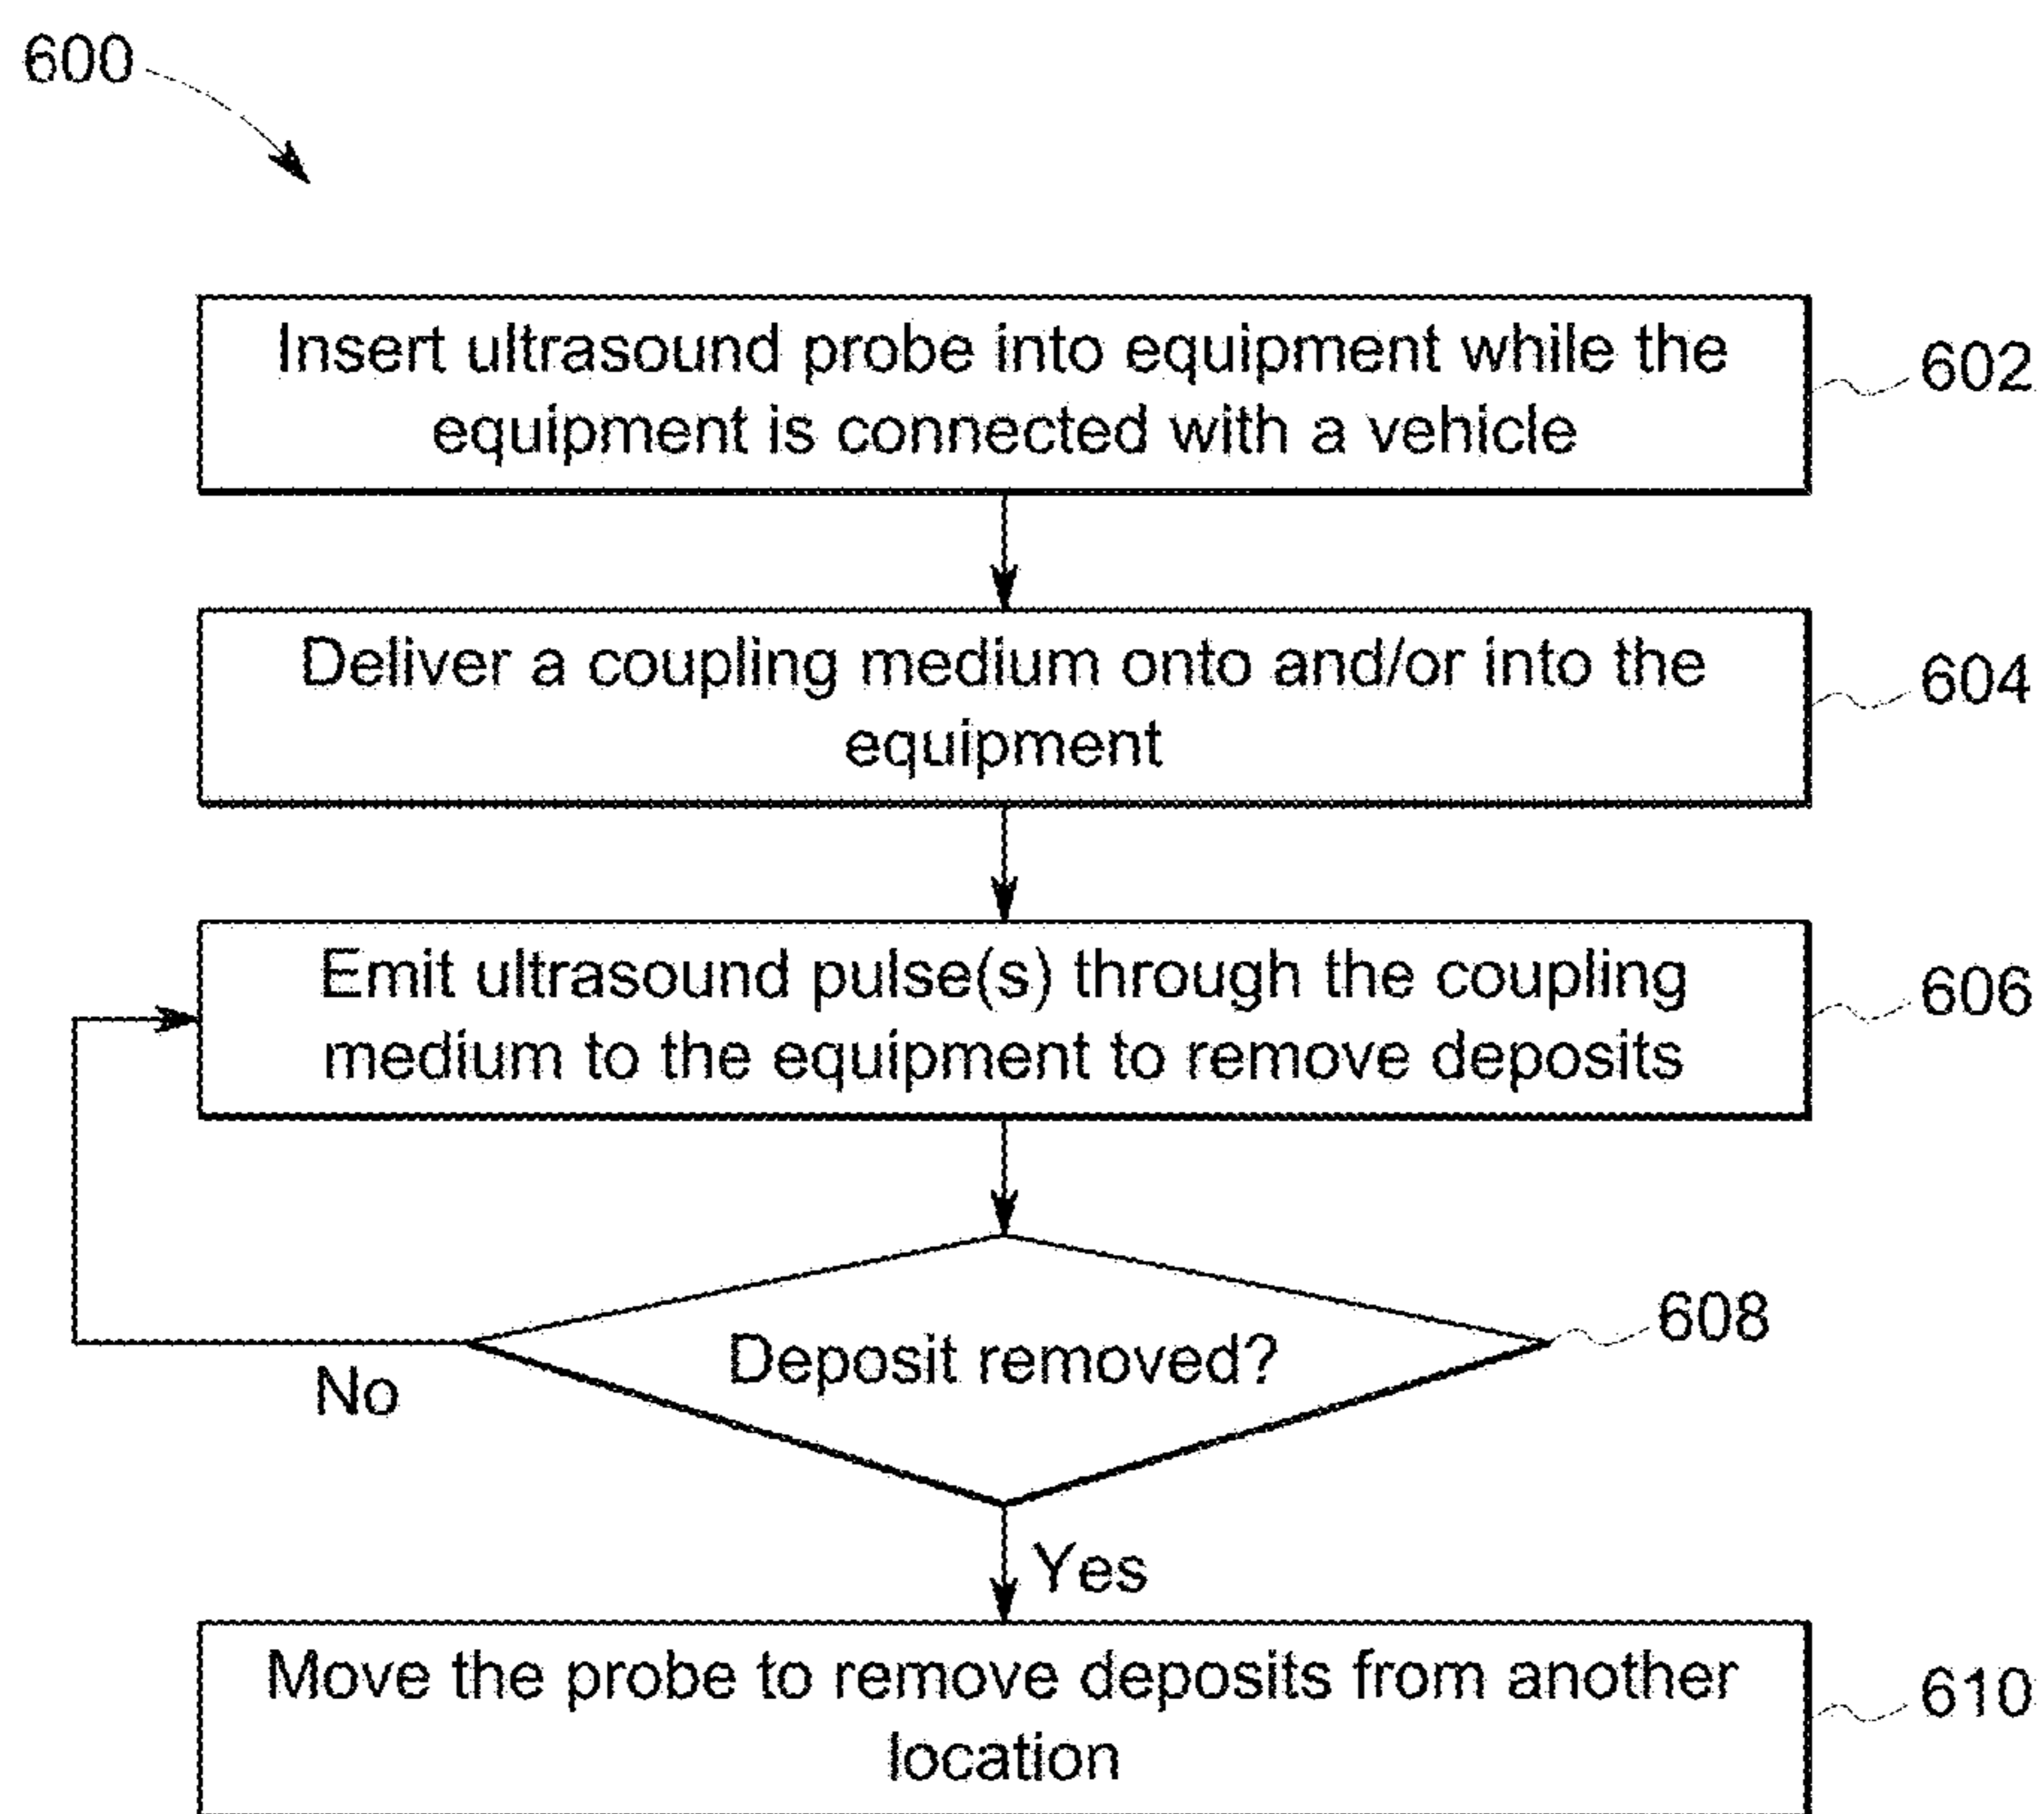 600
Insert ultrasound probe into equipment while the
equipment is connected with a vehicle
602
Deliver a coupling medium onto and/or into the
equipment
604
Emit ultrasound pulse(s) through the coupling
medium to the equipment to remove deposits
606
Deposit removed?
608
No
Yes
Move the probe to remove deposits from another
location
610